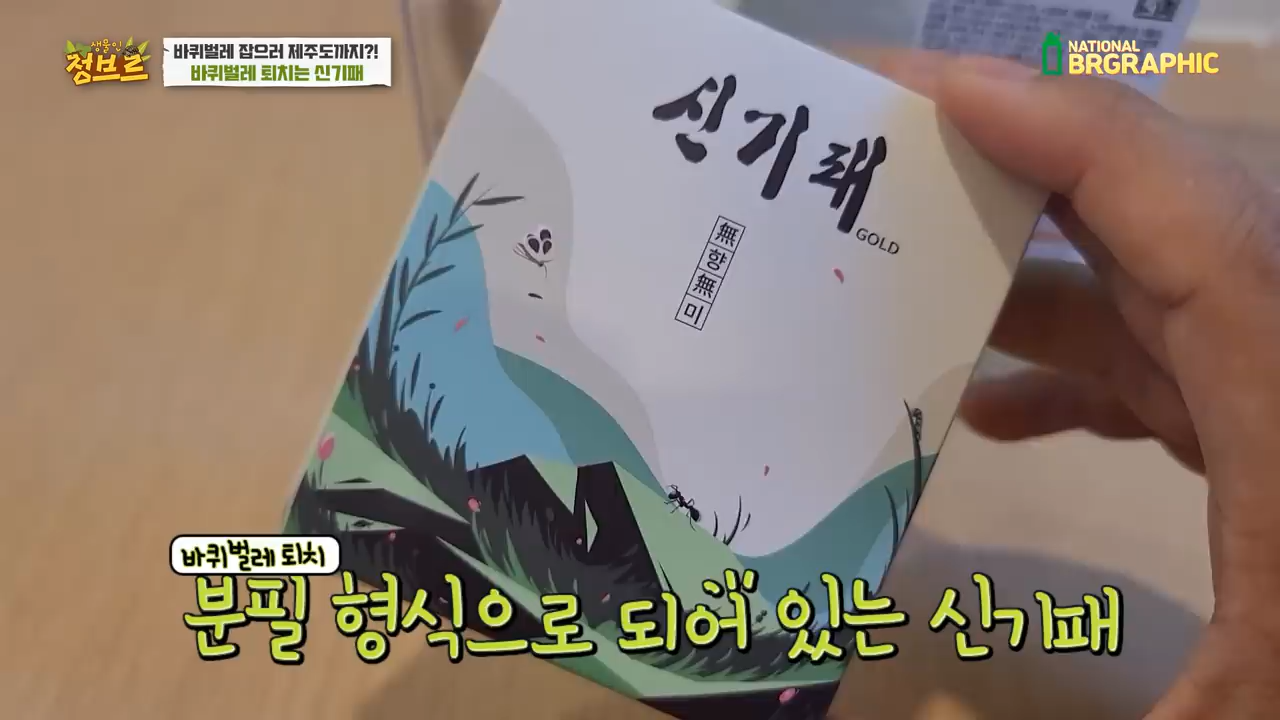 생물인
정브르
바퀴벌레 잡으러 제주도까지?!
바퀴벌레 퇴치는 신기패
NATIONAL
BRGRAPHIC
신기패
GOLD
無
향
無
미
바퀴벌레 퇴치
분필 형식으로 되어 있는 신기패